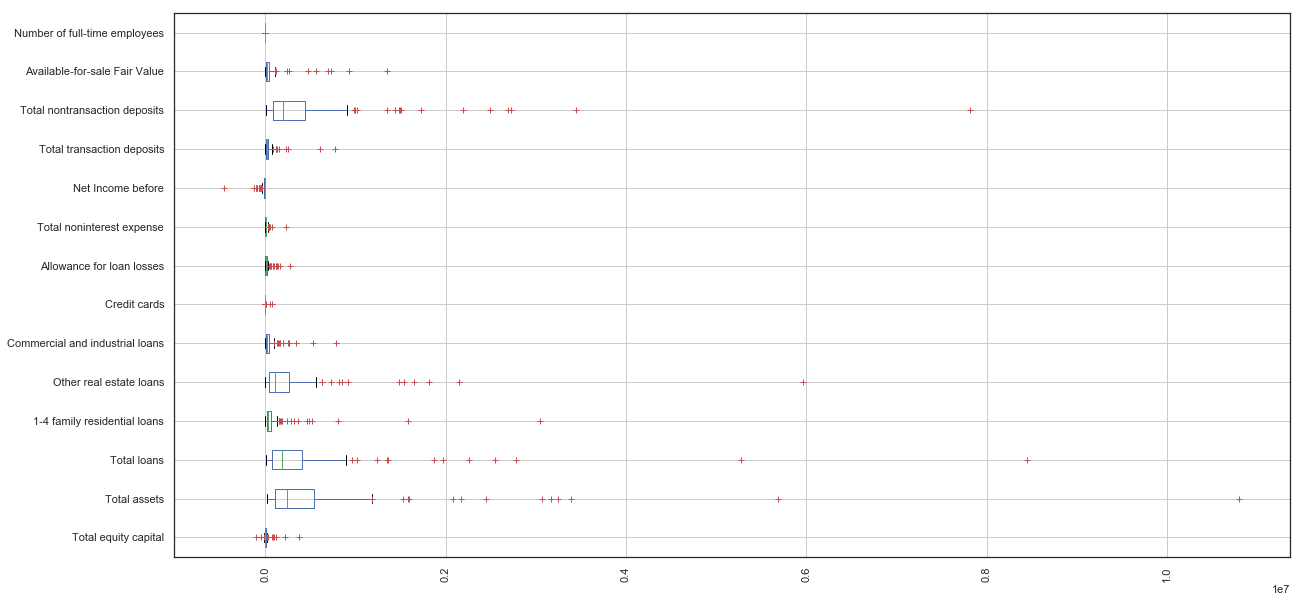 Number of full-time employees
Available-for-sale Fair Value
Total nontransaction deposits
Total transaction deposits
Net Income before
Total noninterest expense
Allowance for loan losses
Credit cards
Commercial and industrial loans
Other real estate loans
1-4 family residential loans
Total loans
Total assets
Total equity capital
0.0 0.2 0.4 0.6 0.8 1.0
1e7